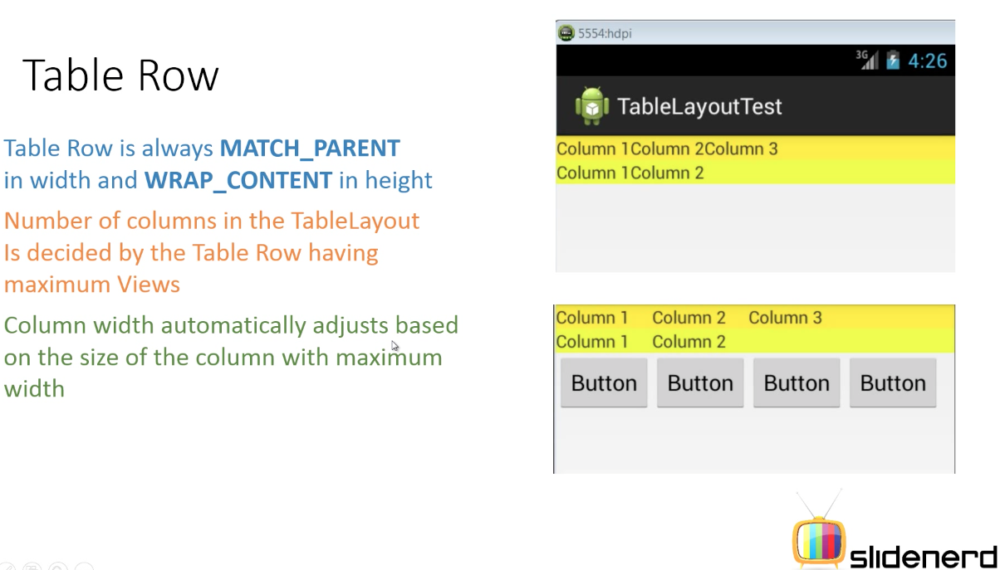 Table Row
Table Row is always MATCH_PARENT
in width and WRAP_CONTENT in height
Number of columns in the TableLayout
Is decided by the Table Row having
maximum Views
Column width automatically adjusts based
on the size of the column with maximum
width
5554:hdpi
3G 4:26
TableLayoutTest
Column 1Column 2Column 3
Column 1Column 2
Column 1 Column 2 Column 3
Column 1 Column 2
Button Button Button Button
slidenerd